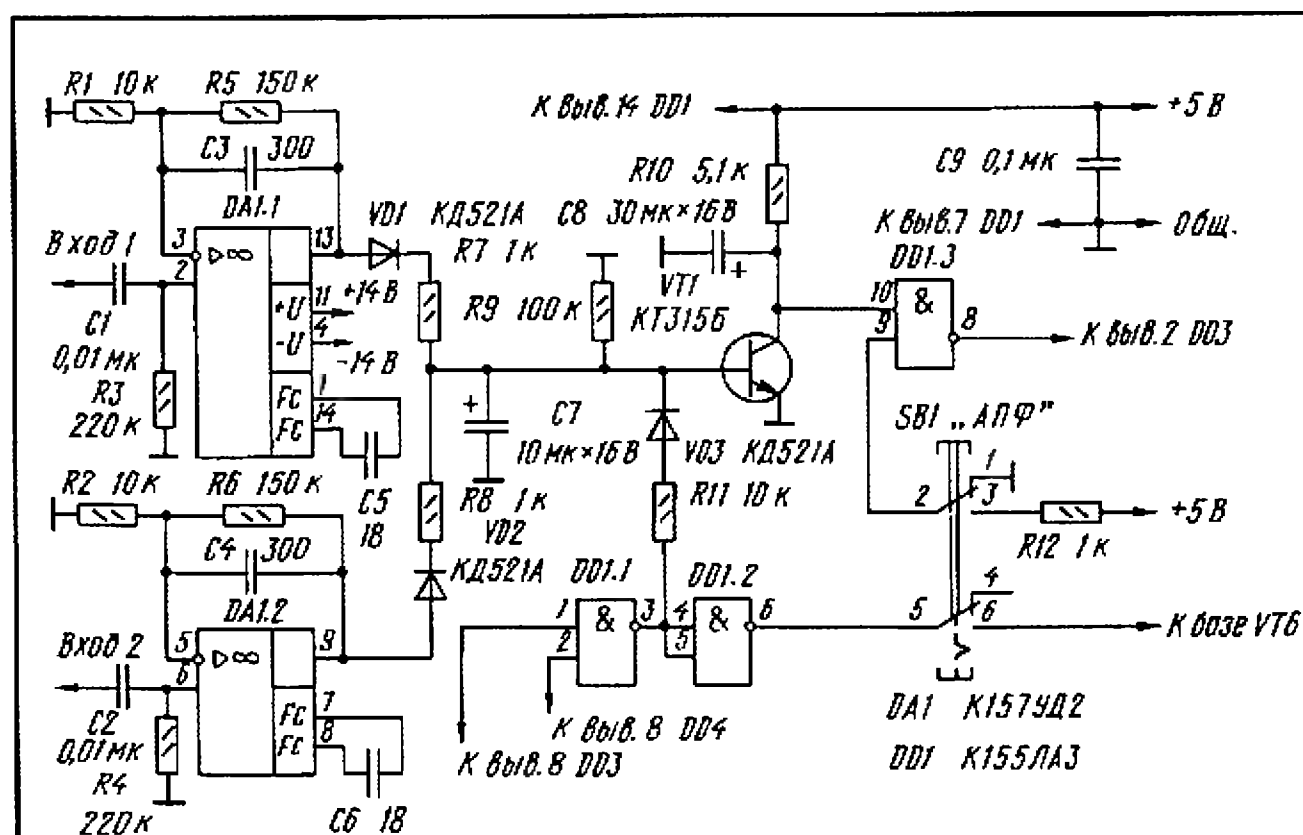 R1 10 к
R5 150 к
C3 300
DA1.1
Вход 1
3
2
▷∞
13
11
+U
+14 В
4
-U
-14 В
1
FC
14
FC
C1
0,01 мк
R3
220 к
C5
18
VD1 КД521А
R7 1 к
R9 100 к
C7
10 мк×16 В
R8 1 к
VD2
КД521А
R2 10 к
R6 150 к
C4 300
DA1.2
Вход 2
5
6
▷∞
9
7
FC
8
FC
C2
0,01 мк
R4
220 к
C6 18
К выв. 14 DD1
+5 В
R10 5,1 к
C8 30 мк×16 В
+
VT1
КТ315Б
C9 0,1 мк
К выв. 7 DD1
Общ.
DD1.3
10
9
&
8
К выв. 2 DD3
+
VD3 КД521А
R11 10 к
SB1 „АПФ”
1
2
3
+5 В
R12 1 к
DD1.1
1
2
&
3
DD1.2
4
5
&
6
5
4
6
К базе VT6
К выв. 8 DD4
К выв. 8 DD3
DA1 К157УД2
DD1 К155ЛА3